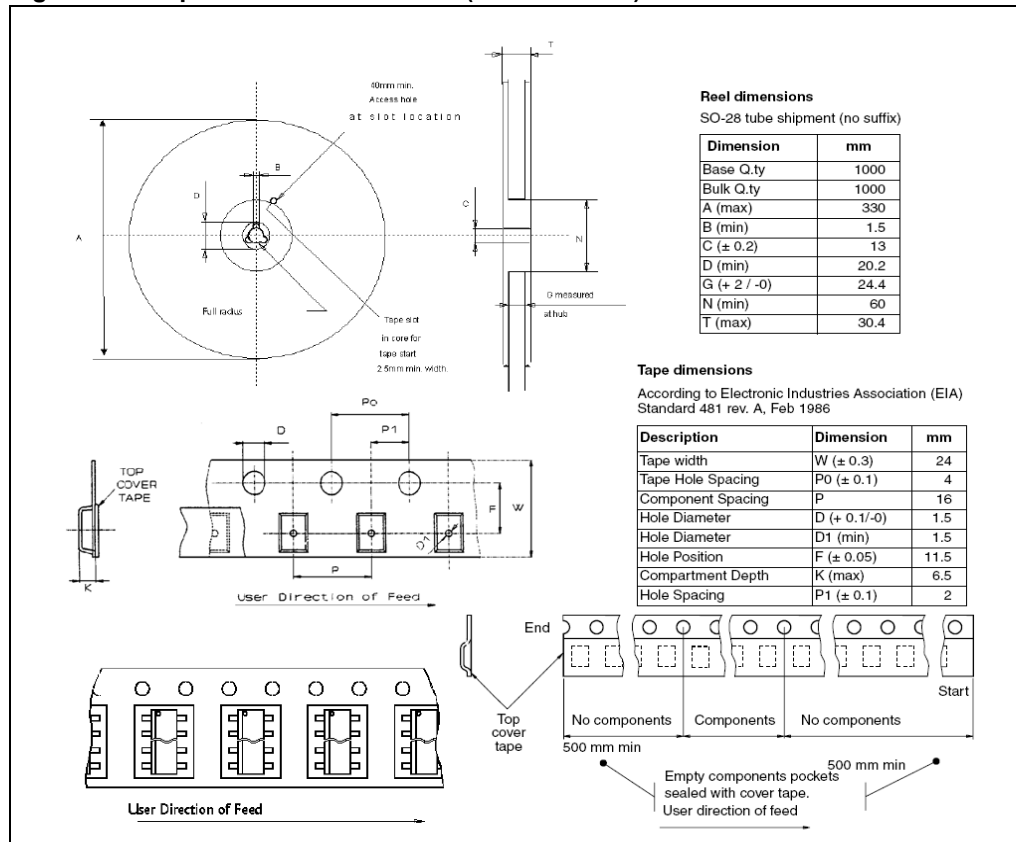 T
40mm min.
Access hole
at slot location
B
D
C
A
N
Full radius
G measured
at hub
Tape slot
in core for
tape start
2.5mm min. width.
Reel dimensions
SO-28 tube shipment (no suffix)
Dimension mm
Base Q.ty 1000
Bulk Q.ty 1000
A (max) 330
B (min) 1.5
C (± 0.2) 13
D (min) 20.2
G (+ 2 / -0) 24.4
N (min) 60
T (max) 30.4
Tape dimensions
According to Electronic Industries Association (EIA)
Standard 481 rev. A, Feb 1986
Description Dimension mm
Tape width W (± 0.3) 24
Tape Hole Spacing P0 (± 0.1) 4
Component Spacing P 16
Hole Diameter D (+ 0.1/-0) 1.5
Hole Diameter D1 (min) 1.5
Hole Position F (± 0.05) 11.5
Compartment Depth K (max) 6.5
Hole Spacing P1 (± 0.1) 2
Po
D
P1
TOP
COVER
TAPE
F
W
D1
K
P
User Direction of Feed
End
Start
Top
cover
tape
No components
Components
No components
500 mm min
500 mm min
Empty components pockets
sealed with cover tape.
User direction of feed
User Direction of Feed